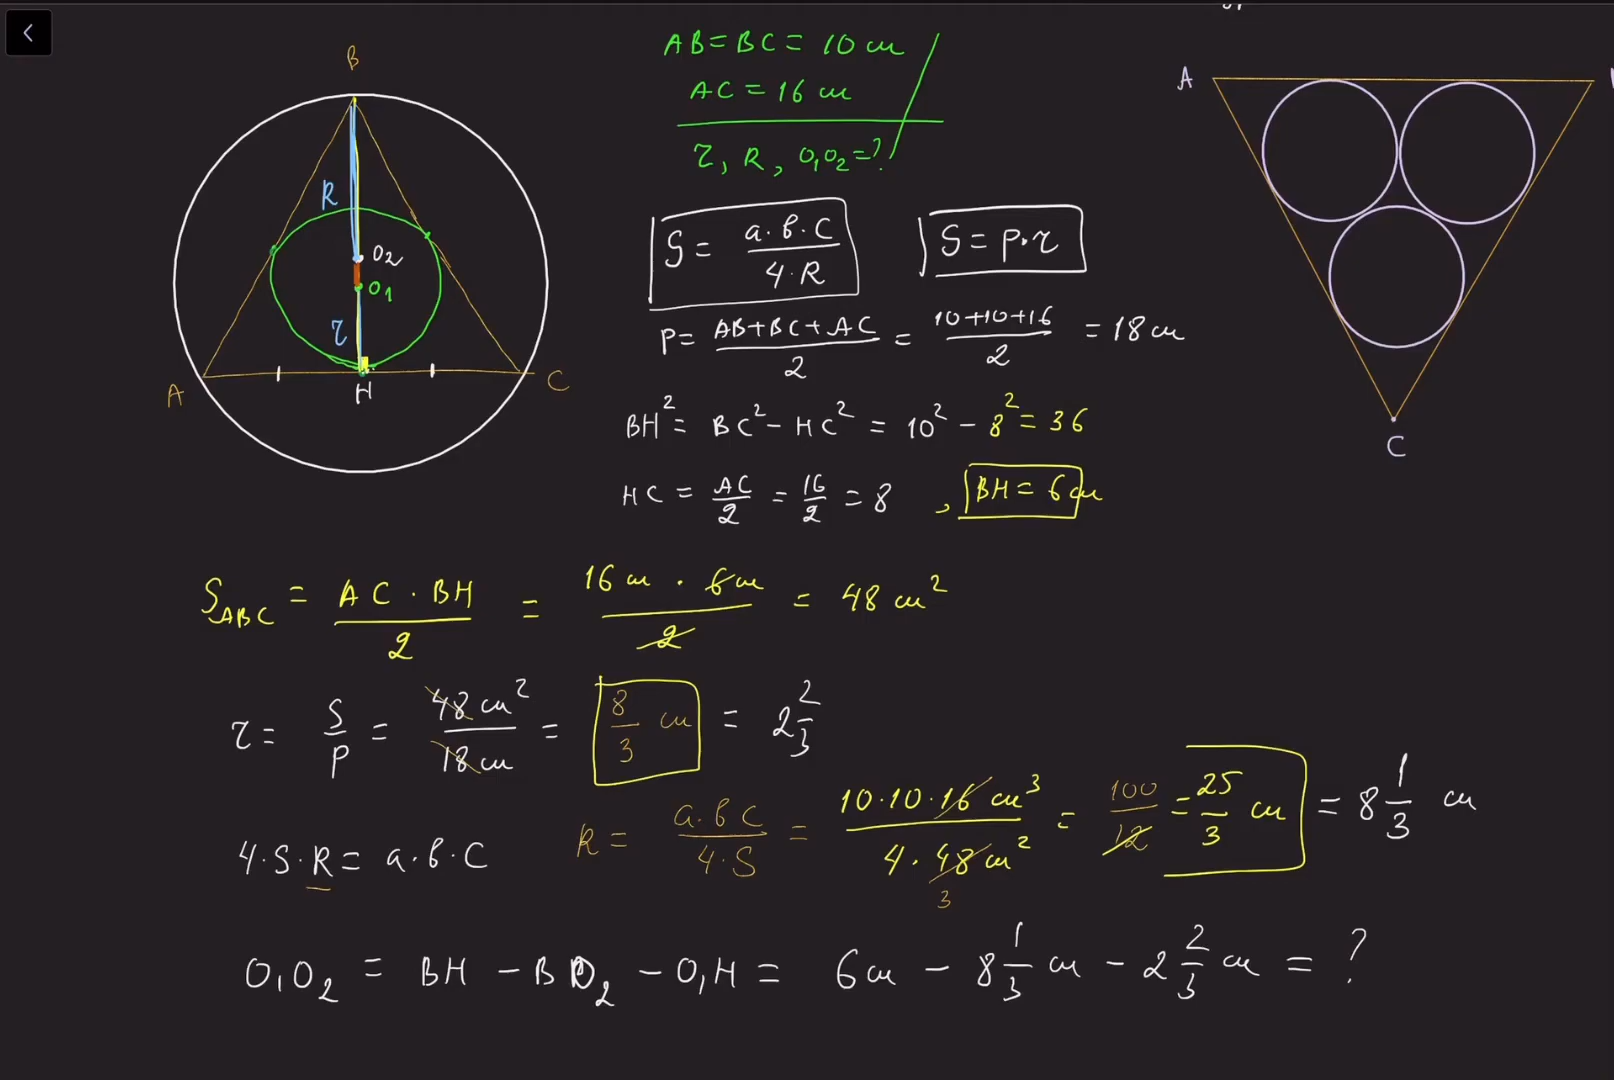 B
R
O₂
O₁
r
A
H
C
AB = BC = 10 см
AC = 16 см
r, R, O₁O₂ = ?
S = a·b·c / 4·R
S = p·r
P = AB+BC+AC / 2 = 10+10+16 / 2 = 18 см
BH² = BC² - HC² = 10² - 8² = 36
HC = AC / 2 = 16 / 2 = 8 , BH = 6 см
A
C
S_ABC = AC · BH / 2 = 16 см · 6 см / 2 = 48 см²
r = S / P = 48 см² / 18 см = 8/3 см = 2 2/3
4·S·R = a·b·c
R = a·b·c / 4·S = 10·10·16 см³ / 4·48 см² = 100 / 12 = 25/3 см = 8 1/3 см
3
O₁O₂ = BH - BO₂ - O₁H = 6 см - 8 1/3 см - 2 2/3 см = ?